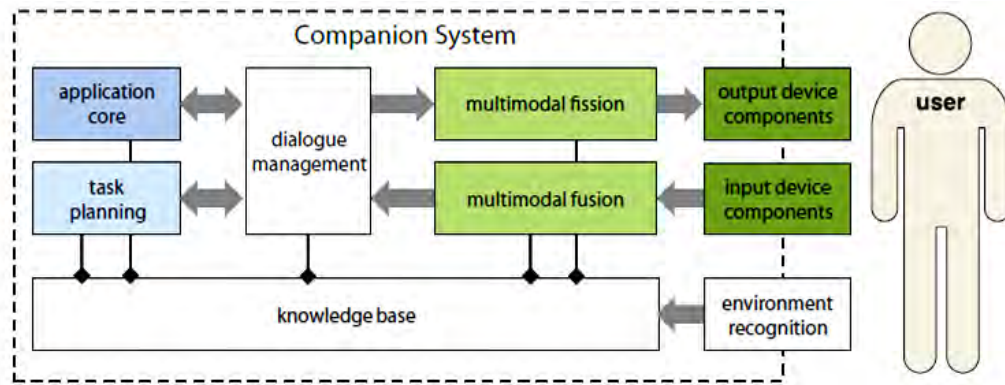 Companion System
application
core
dialogue
management
multimodal fission
output device
components
user
task
planning
multimodal fusion
input device
components
knowledge base
environment
recognition